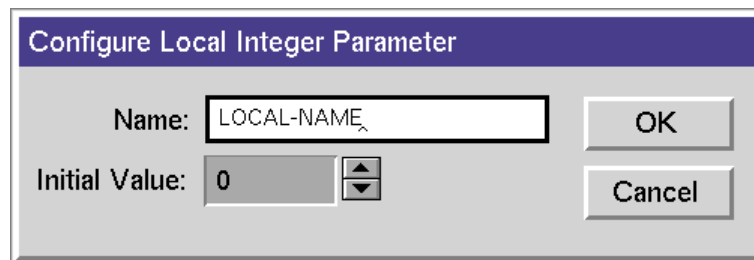 Configure Local Integer Parameter
Name: LOCAL-NAME OK
Initial Value: 0 Cancel